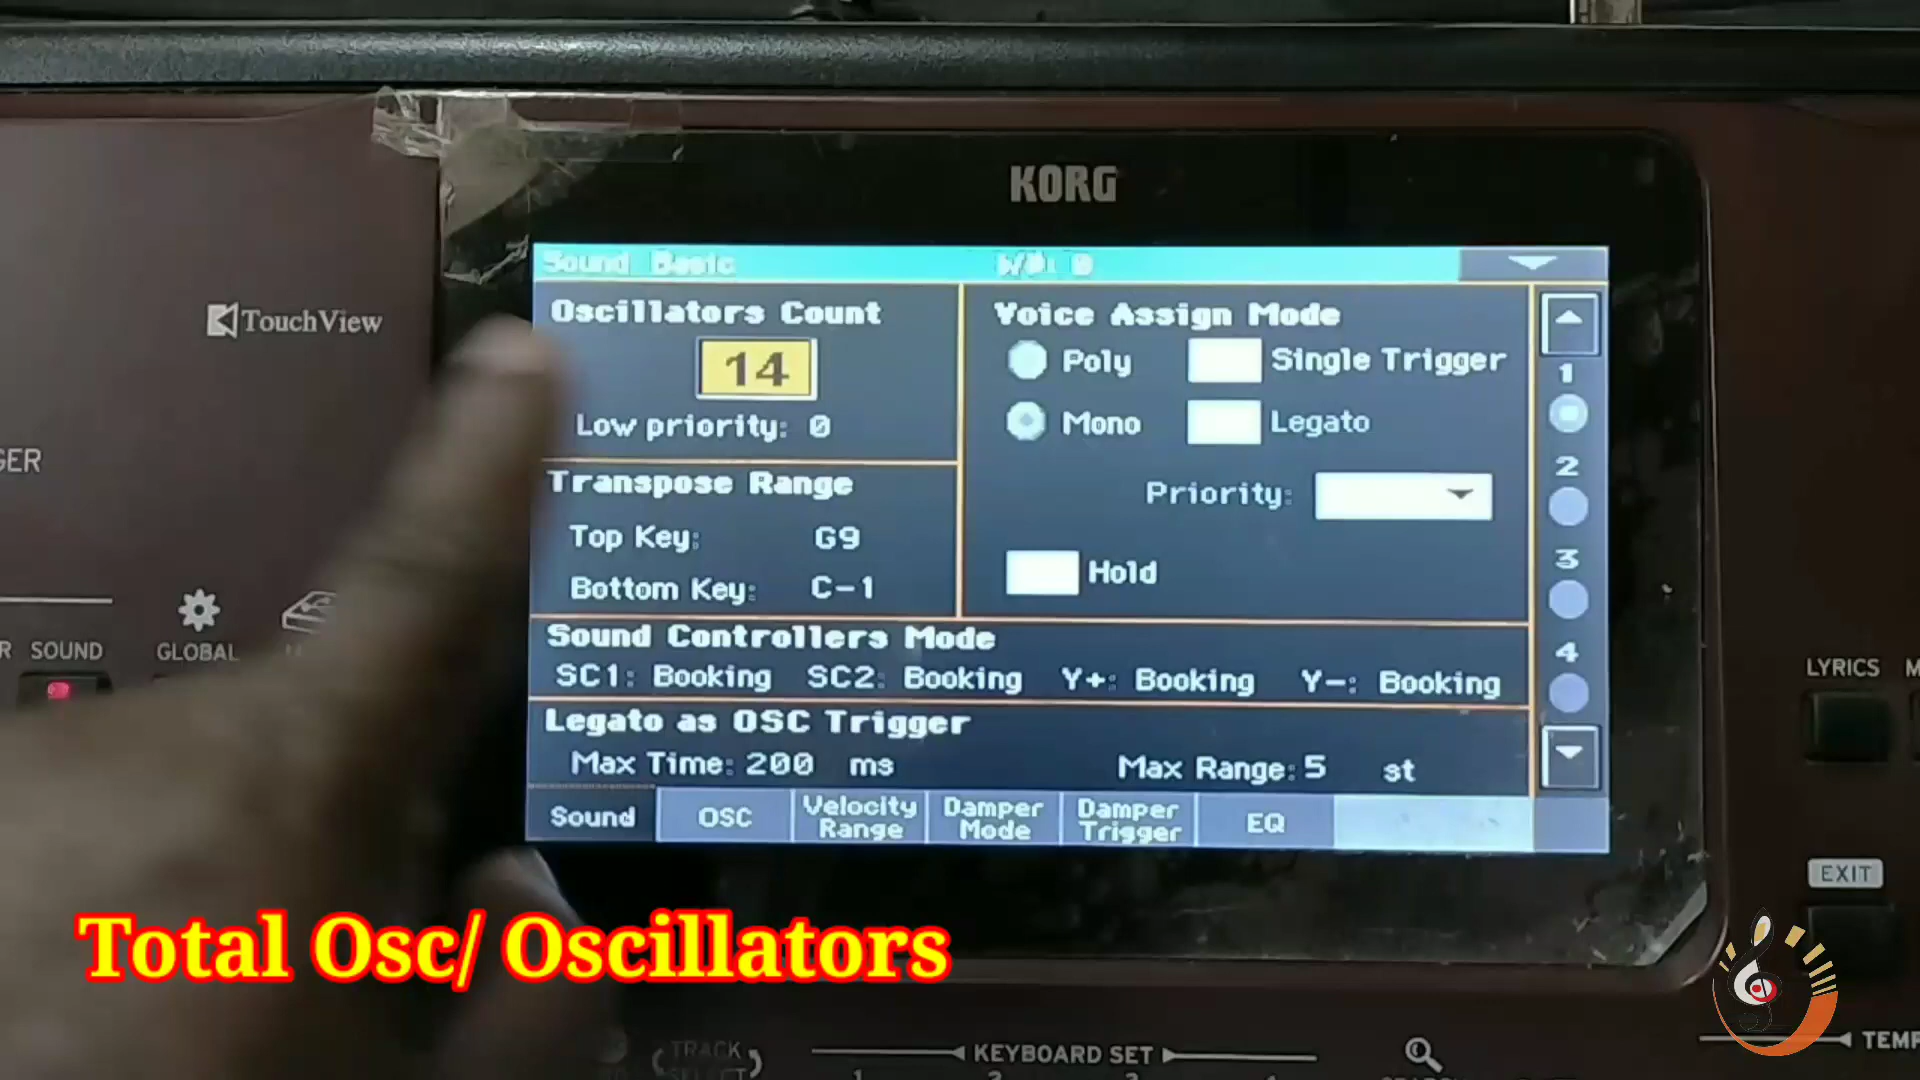 KORG
TouchView
Sound Basic
Oscillators Count
14
Low priority: 0
Transpose Range
Top Key: G9
Bottom Key: C-1
Voice Assign Mode
Poly Single Trigger
Mono Legato
Priority:
Hold
Sound Controllers Mode
SC1: Booking SC2: Booking Y+: Booking Y-: Booking
Legato as OSC Trigger
Max Time: 200 ms Max Range: 5 st
Sound OSC Velocity Range Damper Mode Damper Trigger EQ
1
2
3
4
GER
SOUND GLOBAL
LYRICS
EXIT
Total Osc/ Oscillators
TRACK
SELECT
KEYBOARD SET
TEMP